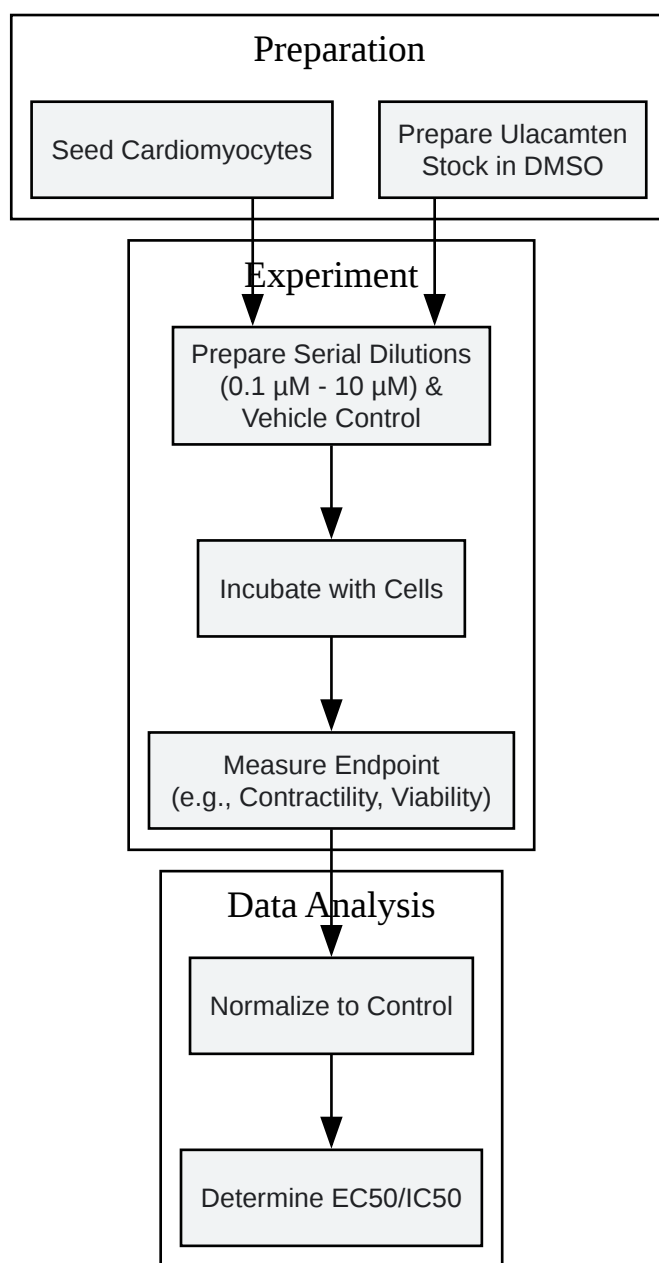 Preparation
Seed Cardiomyocytes
Prepare Ulacamten
Stock in DMSO
Experiment
Prepare Serial Dilutions
(0.1 µM - 10 µM) &
Vehicle Control
Incubate with Cells
Measure Endpoint
(e.g., Contractility, Viability)
Data Analysis
Normalize to Control
Determine EC50/IC50